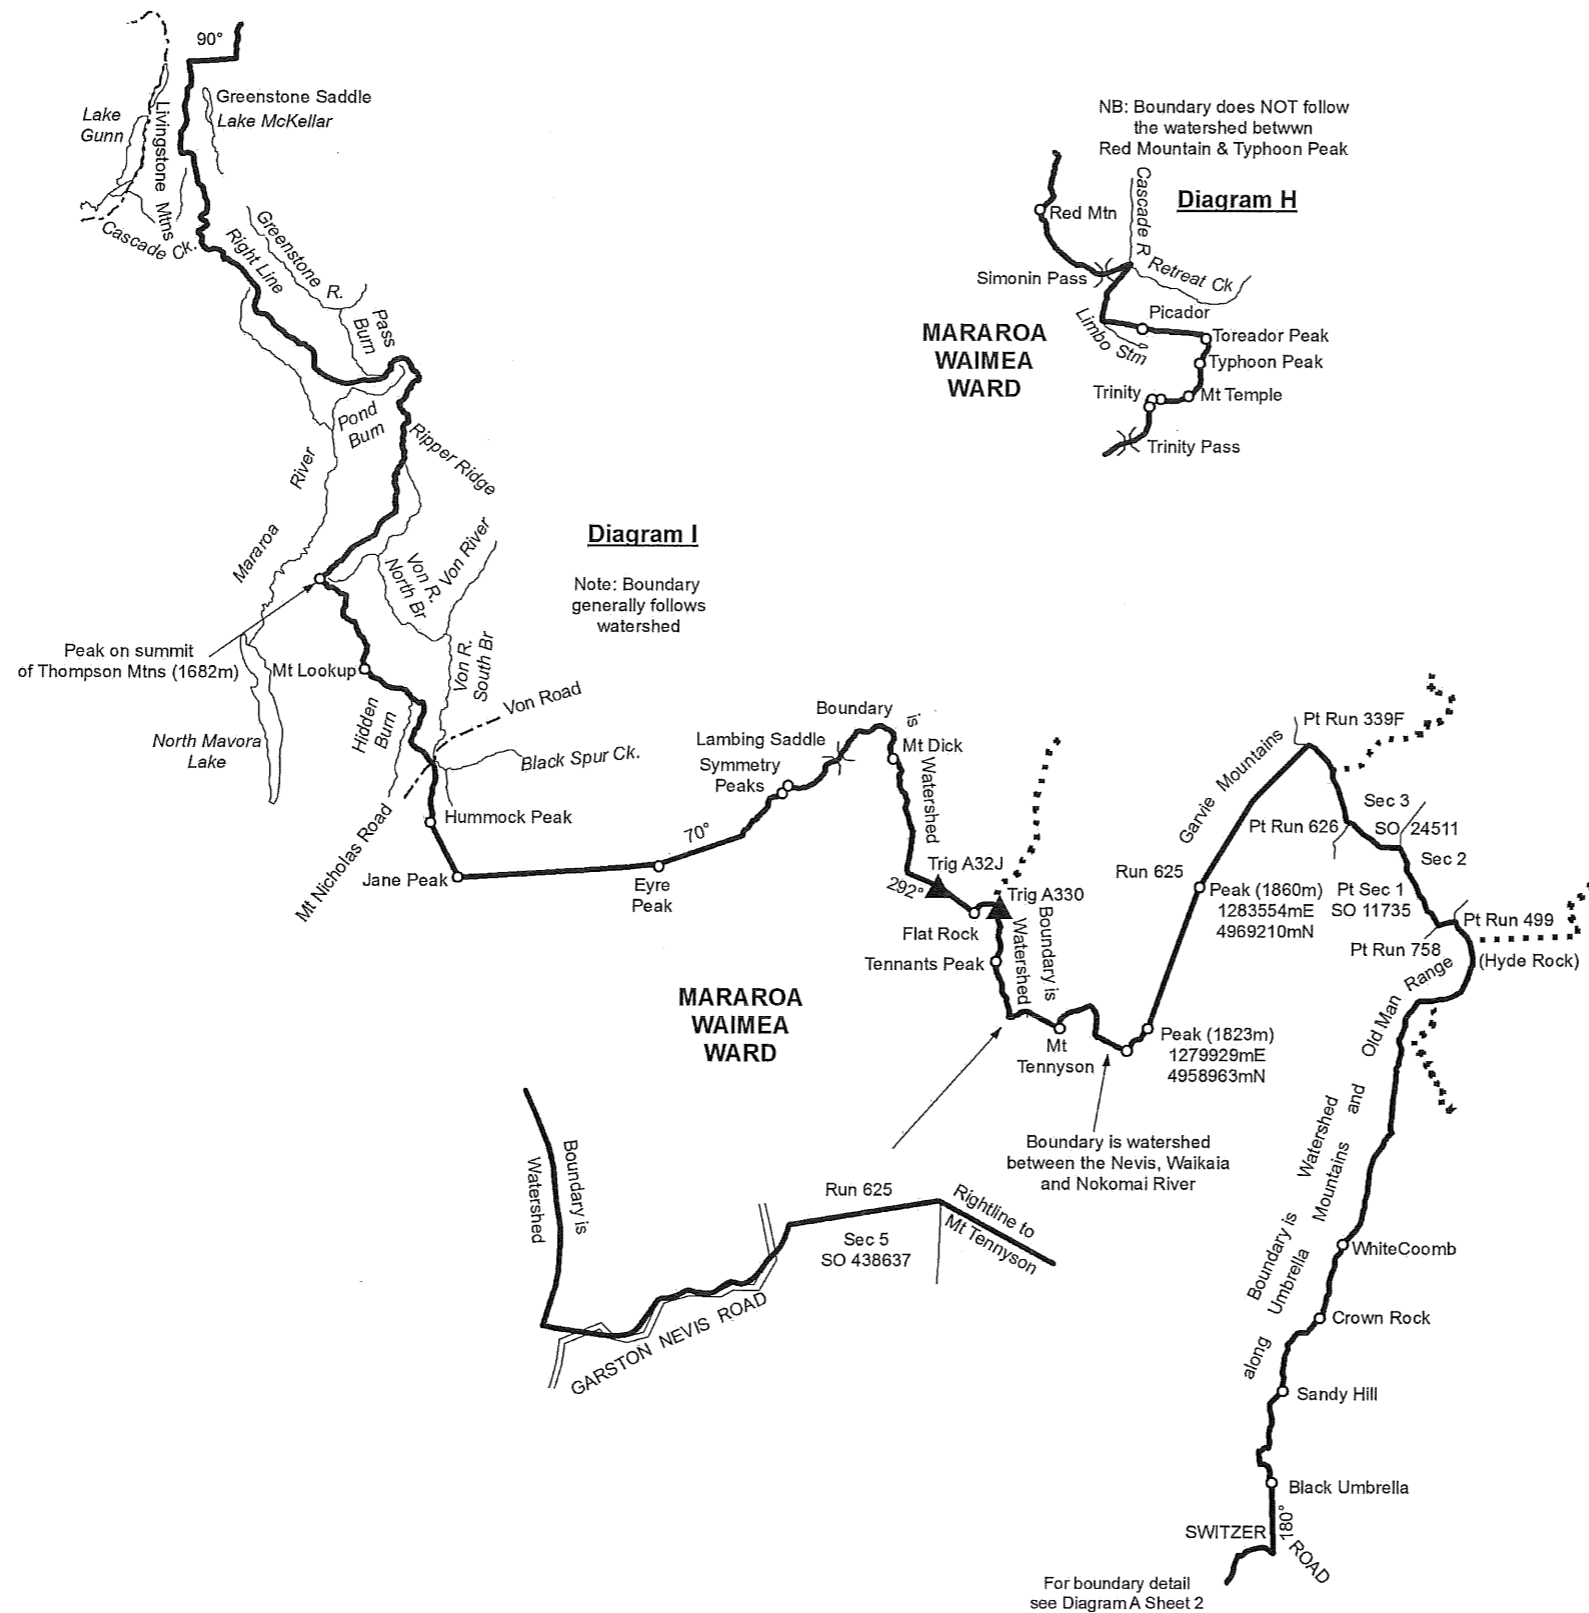 90°
Greenstone Saddle
Lake McKellar
Lake
Gunn
Livingstone Mtns
Cascade Ck.
Right Line
Greenstone R.
Pass
Burn
Pond
Burn
Ripper Ridge
Mararoa River
Von R.
North Br
Von River
Von R.
South Br
Peak on summit
of Thompson Mtns (1682m)
Mt Lookup
Hidden
Burn
North Mavora
Lake
Von Road
Black Spur Ck.
Mt Nicholas Road
Hummock Peak
Jane Peak
Diagram I
Note: Boundary
generally follows
watershed
NB: Boundary does NOT follow
the watershed betwwn
Red Mountain & Typhoon Peak
Diagram H
Red Mtn
Cascade R
Simonin Pass
Retreat Ck
Picador
Limbo Stm
Toreador Peak
Typhoon Peak
Trinity
Mt Temple
Trinity Pass
MARAROA
WAIMEA
WARD
Eyre
Peak
70°
Symmetry
Peaks
Lambing Saddle
Boundary is Watershed
Mt Dick
292°
Trig A32J
Trig A330
Flat Rock
Tennants Peak
Boundary is
Watershed
Mt
Tennyson
Peak (1823m)
1279929mE
4958963mN
Boundary is watershed
between the Nevis, Waikaia
and Nokomai River
Run 625
Peak (1860m)
1283554mE
4969210mN
Garvie Mountains
Pt Run 339F
Pt Run 626
Sec 3
SO 24511
Sec 2
Pt Sec 1
SO 11735
Pt Run 499
Pt Run 758
(Hyde Rock)
MARAROA
WAIMEA
WARD
Boundary is
Watershed
GARSTON NEVIS ROAD
Run 625
Sec 5
SO 438637
Rightline to
Mt Tennyson
Boundary is Watershed
along Umbrella Mountains and Old Man Range
WhiteCoomb
Crown Rock
Sandy Hill
Black Umbrella
180°
SWITZER ROAD
For boundary detail
see Diagram A Sheet 2